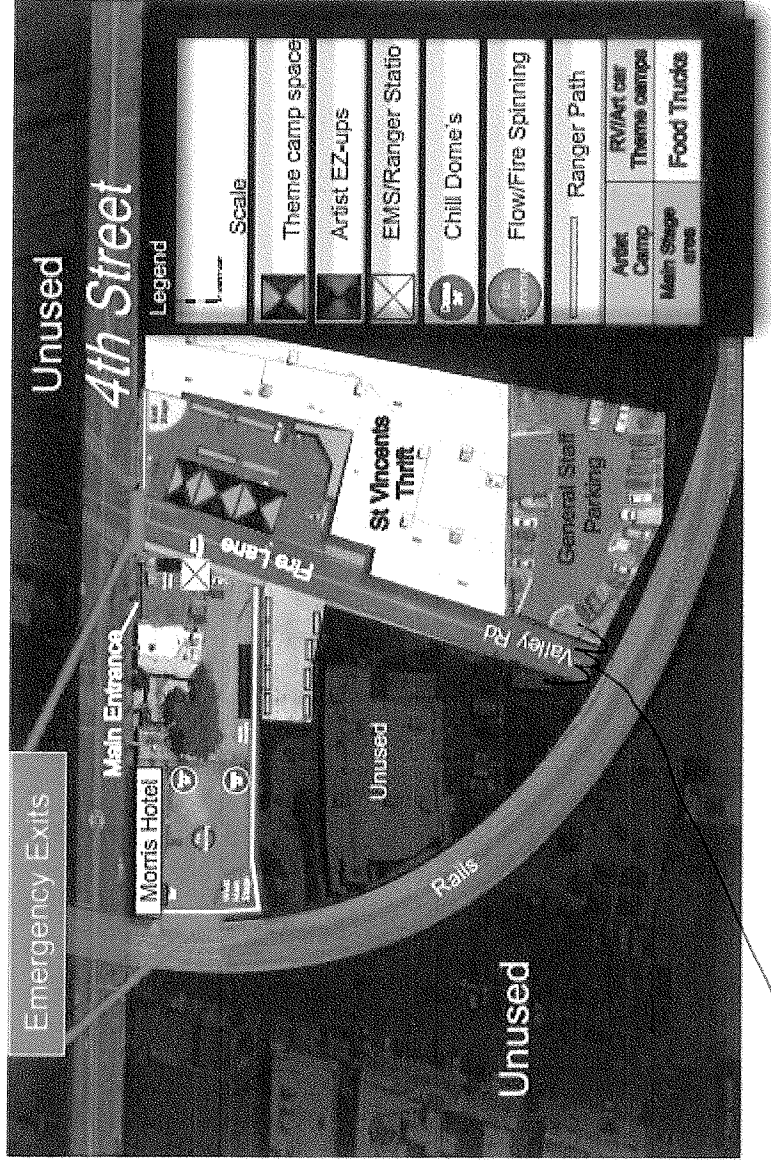 Emergency Exits
Unused
4th Street
Main Entrance
Morris Hotel
Fire Lane
St Vincents
Thrift
General Staff
Parking
Valley Rd
Unused
Rails
Unused
Legend
Scale
Theme camp space
Artist EZ-ups
EMS/Ranger Statio
Chill Dome's
Flow/Fire Spinning
Ranger Path
Artist
Camp
RV/Art car
Theme camps
Main Stage
area
Food Trucks